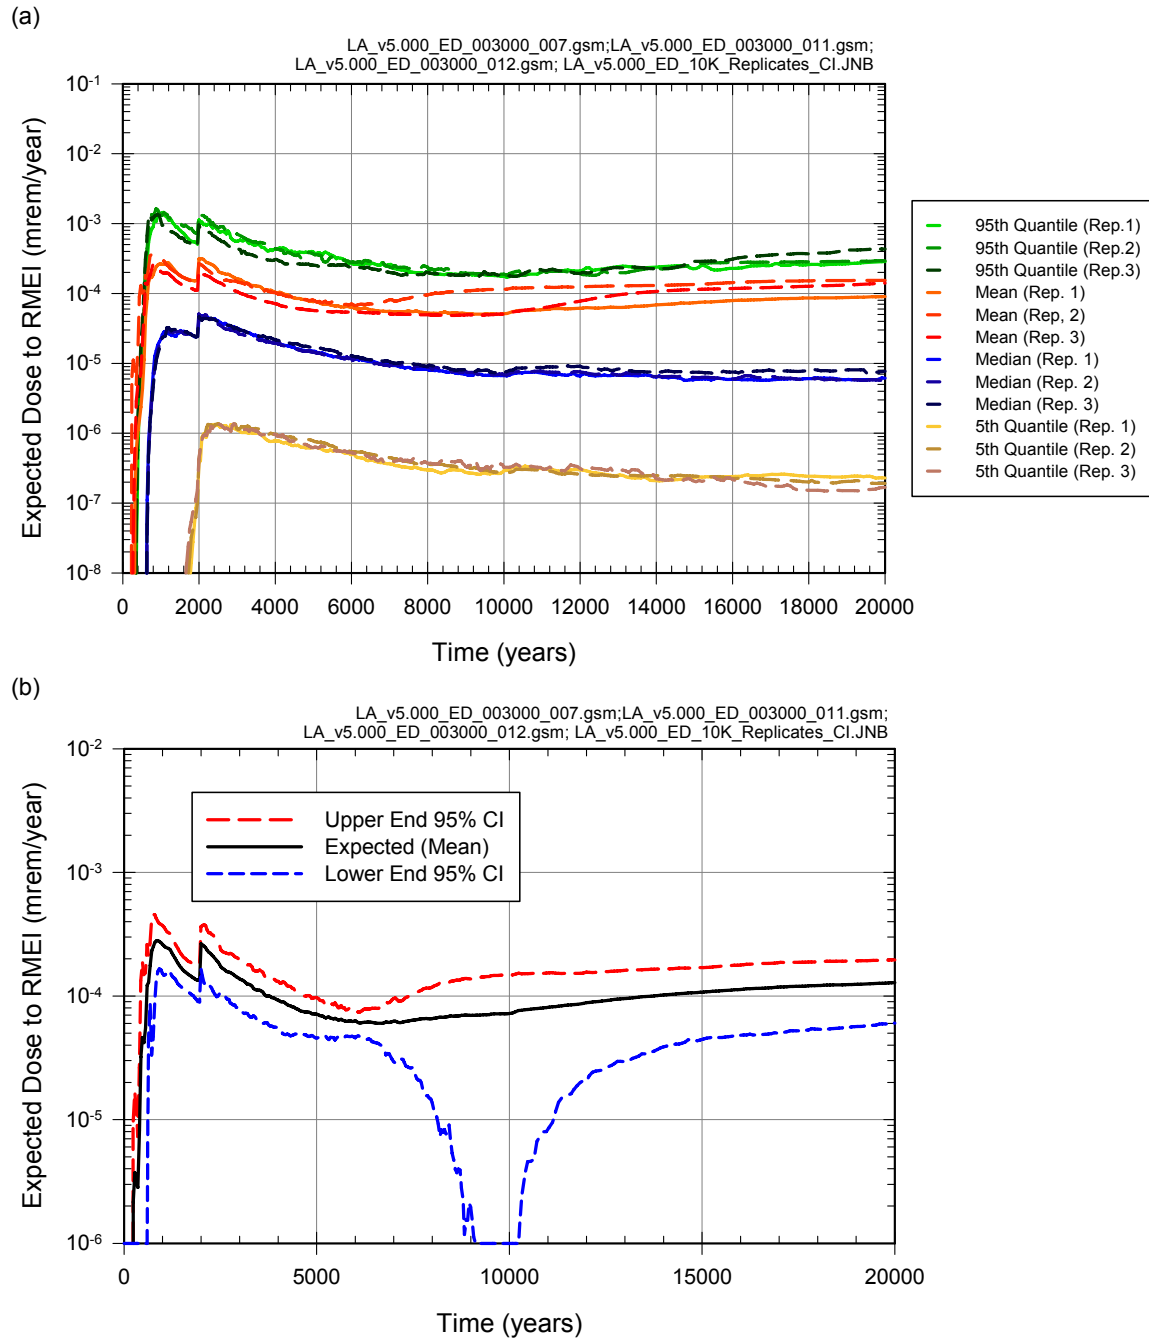 (a)
LA_v5.000_ED_003000_007.gsm;LA_v5.000_ED_003000_011.gsm;
LA_v5.000_ED_003000_012.gsm; LA_v5.000_ED_10K_Replicates_CI.JNB
Expected Dose to RMEI (mrem/year)
10-1
10-2
10-3
10-4
10-5
10-6
10-7
10-8
0 2000 4000 6000 8000 10000 12000 14000 16000 18000 20000
Time (years)
95th Quantile (Rep.1)
95th Quantile (Rep.2)
95th Quantile (Rep.3)
Mean (Rep. 1)
Mean (Rep, 2)
Mean (Rep. 3)
Median (Rep. 1)
Median (Rep. 2)
Median (Rep. 3)
5th Quantile (Rep. 1)
5th Quantile (Rep. 2)
5th Quantile (Rep. 3)
(b)
LA_v5.000_ED_003000_007.gsm;LA_v5.000_ED_003000_011.gsm;
LA_v5.000_ED_003000_012.gsm; LA_v5.000_ED_10K_Replicates_CI.JNB
Expected Dose to RMEI (mrem/year)
10-2
10-3
10-4
10-5
10-6
Upper End 95% CI
Expected (Mean)
Lower End 95% CI
0 5000 10000 15000 20000
Time (years)